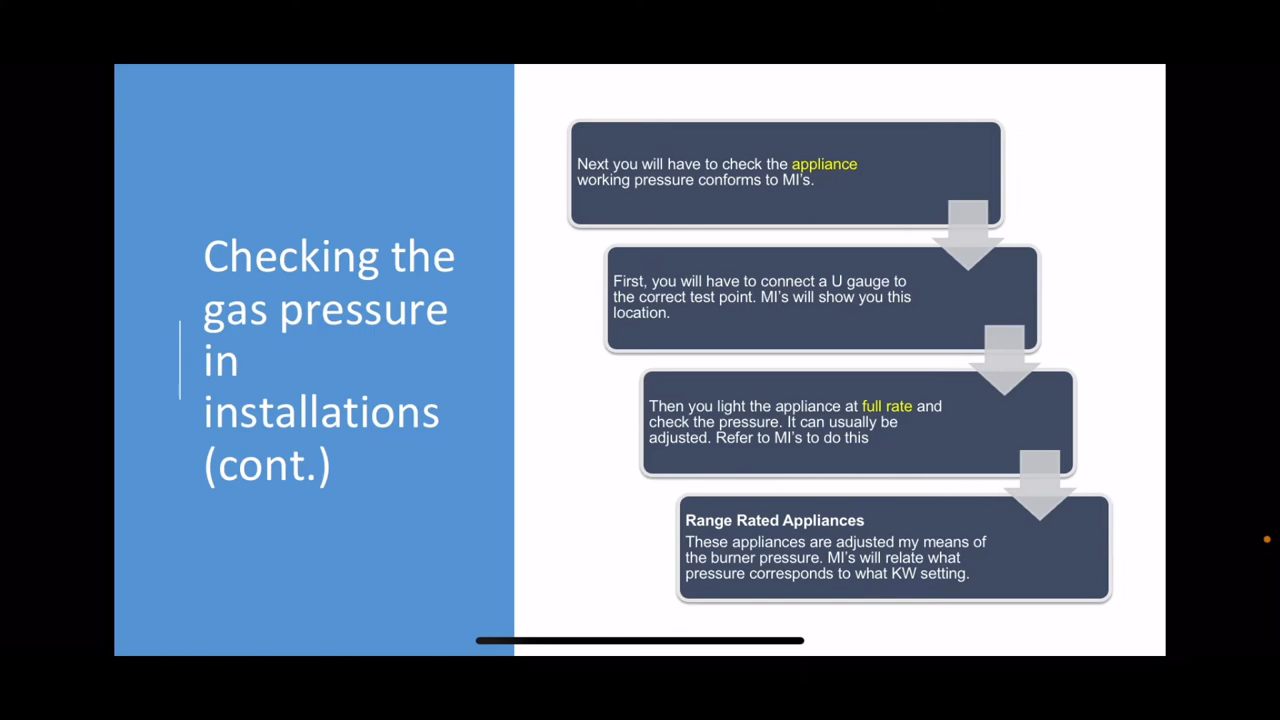 Checking the
gas pressure
in
installations
(cont.)
Next you will have to check the appliance
working pressure conforms to MI's.
First, you will have to connect a U gauge to
the correct test point. MI's will show you this
location.
Then you light the appliance at full rate and
check the pressure. It can usually be
adjusted. Refer to MI's to do this
Range Rated Appliances
These appliances are adjusted my means of
the burner pressure. MI's will relate what
pressure corresponds to what KW setting.